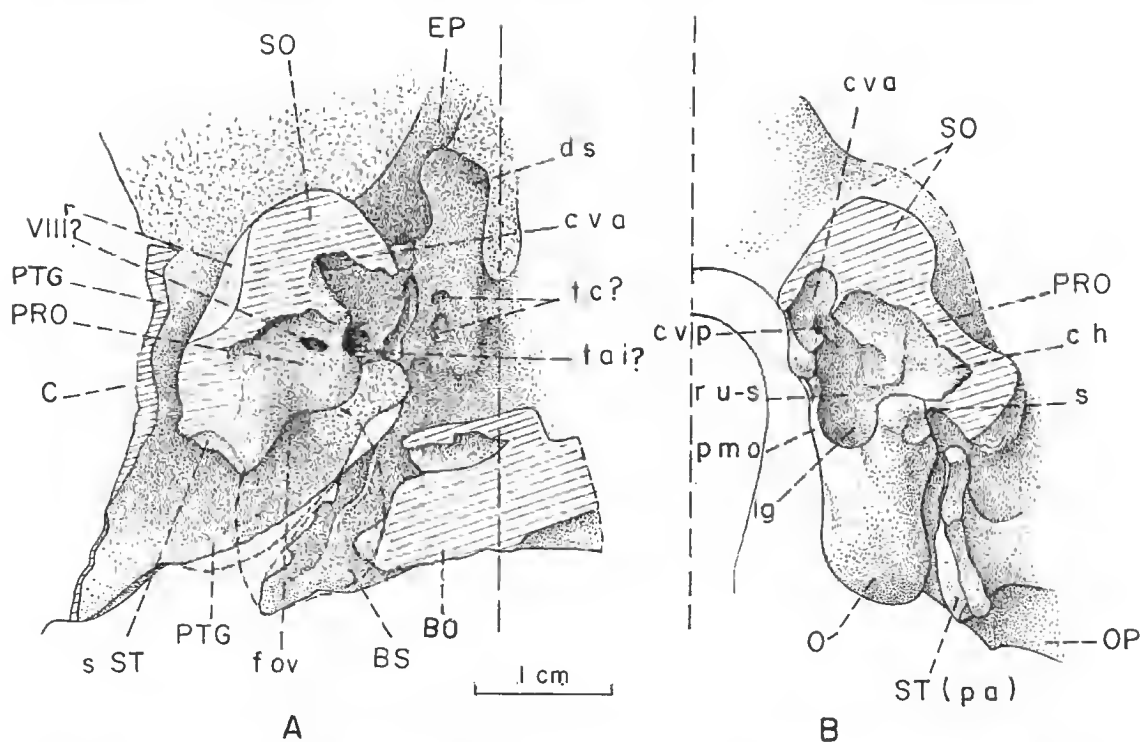 EP
SO
ds
r
VIII?
cva
PTG
tc?
PRO
tai?
C
PTG
s ST
fov
BS
BO
1 cm
A
cva
SO
PRO
cvp
ch
ru-s
s
pmo
lg
O
OP
ST (pa)
B